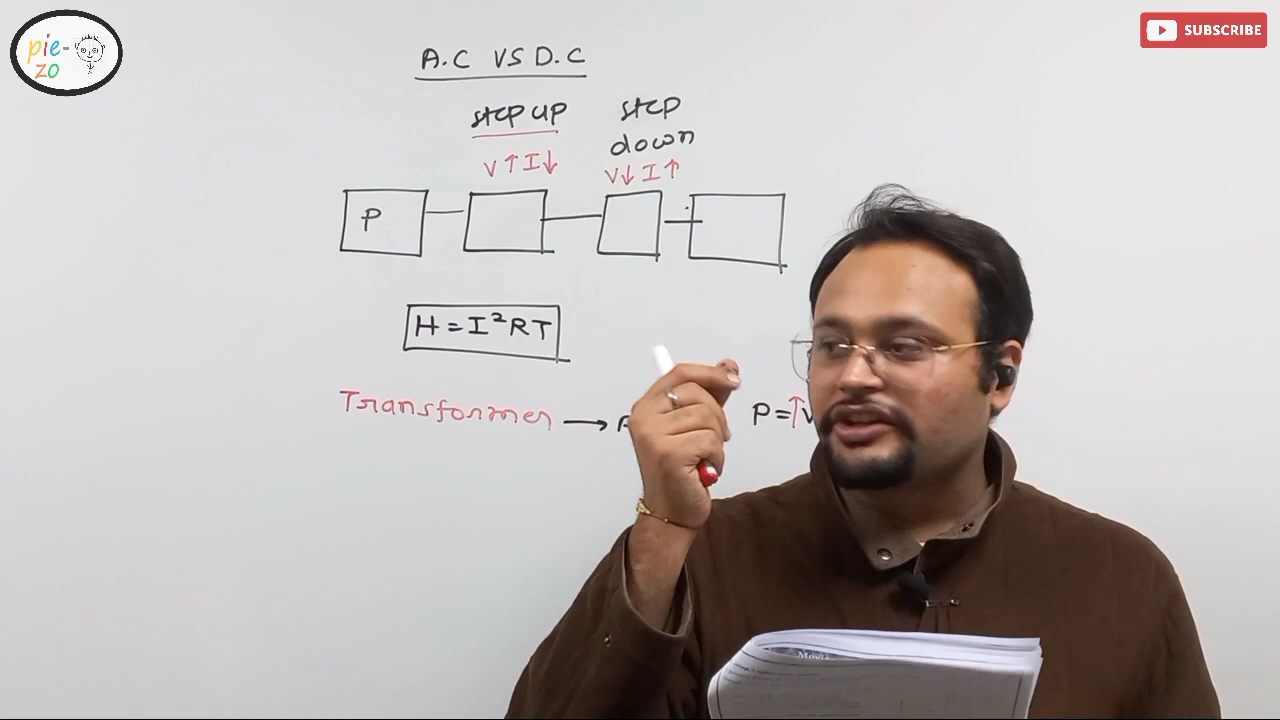 pie-
zo
SUBSCRIBE
A.C VS D.C
step up
step
down
V↑ I↓
V↓ I↑
P
H = I²RT
Transformer →
P = ↑V